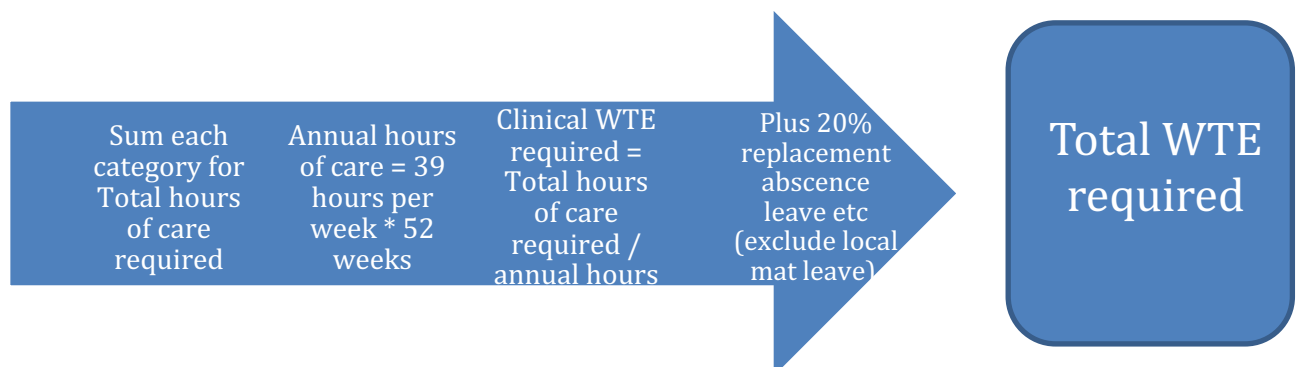 Sum each
category for
Total hours
of care
required
Annual hours
of care = 39
hours per
week * 52
weeks
Clinical WTE
required =
Total hours
of care
required /
annual hours
Plus 20%
replacement
abscence
leave etc
(exclude local
mat leave)
Total WTE
required